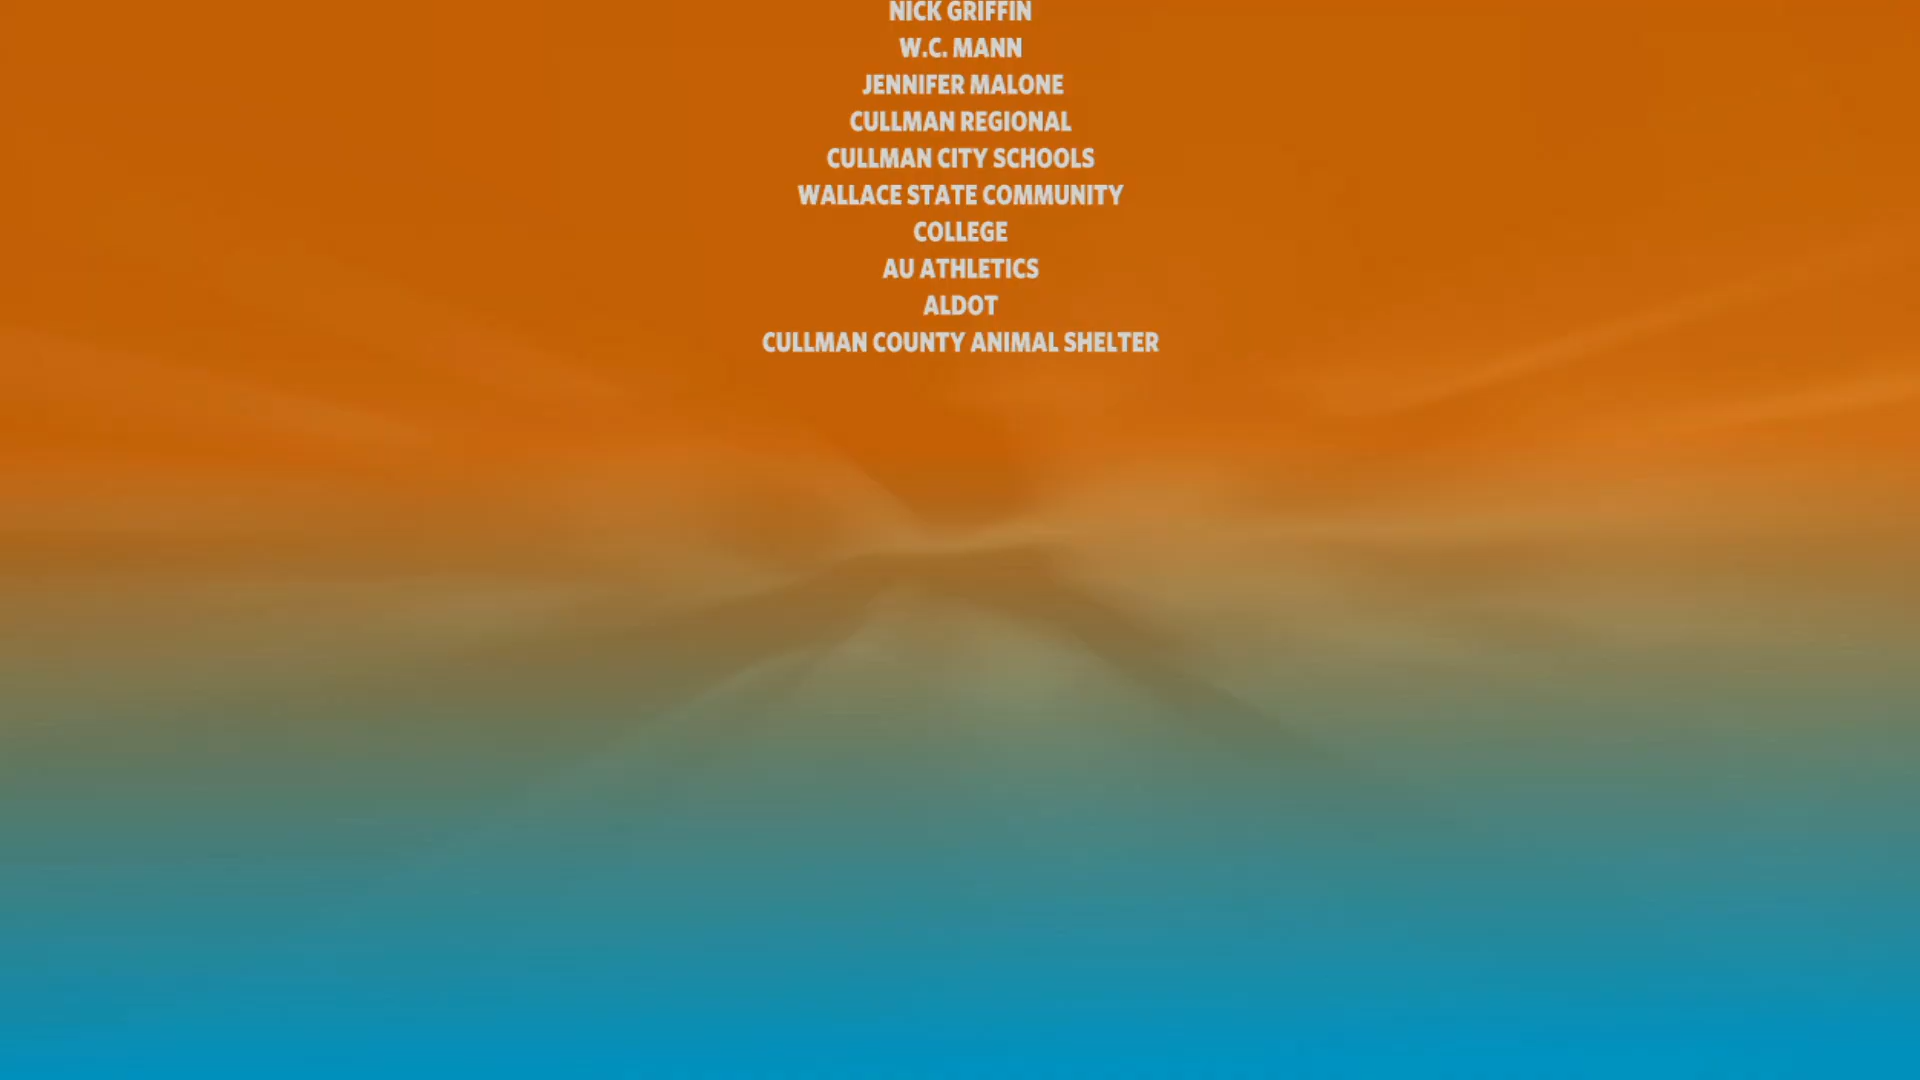 NICK GRIFFIN
W.C. MANN
JENNIFER MALONE
CULLMAN REGIONAL
CULLMAN CITY SCHOOLS
WALLACE STATE COMMUNITY
COLLEGE
AU ATHLETICS
ALDOT
CULLMAN COUNTY ANIMAL SHELTER